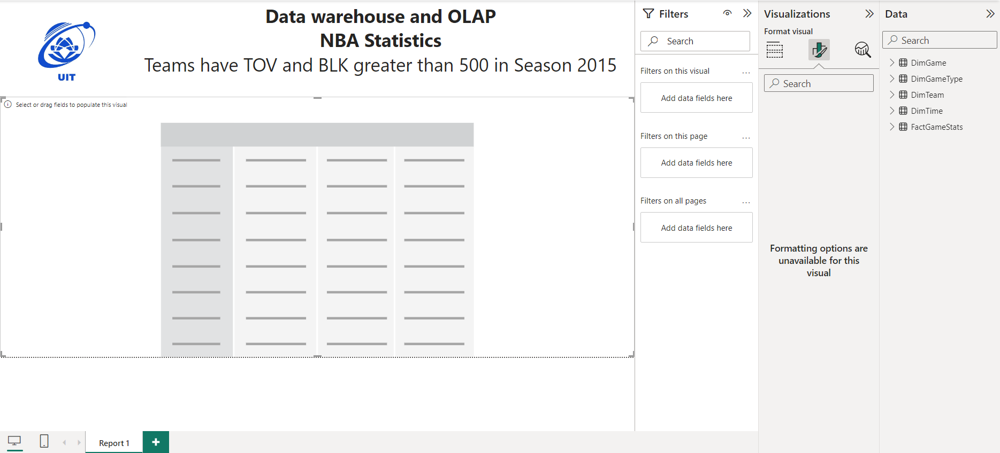 UIT
Data warehouse and OLAP
NBA Statistics
Teams have TOV and BLK greater than 500 in Season 2015
Select or drag fields to populate this visual
Report 1
+
Filters
Search
Filters on this visual
...
Add data fields here
Filters on this page
...
Add data fields here
Filters on all pages
...
Add data fields here
Visualizations
Format visual
Search
Formatting options are
unavailable for this
visual
Data
Search
DimGame
DimGameType
DimTeam
DimTime
FactGameStats